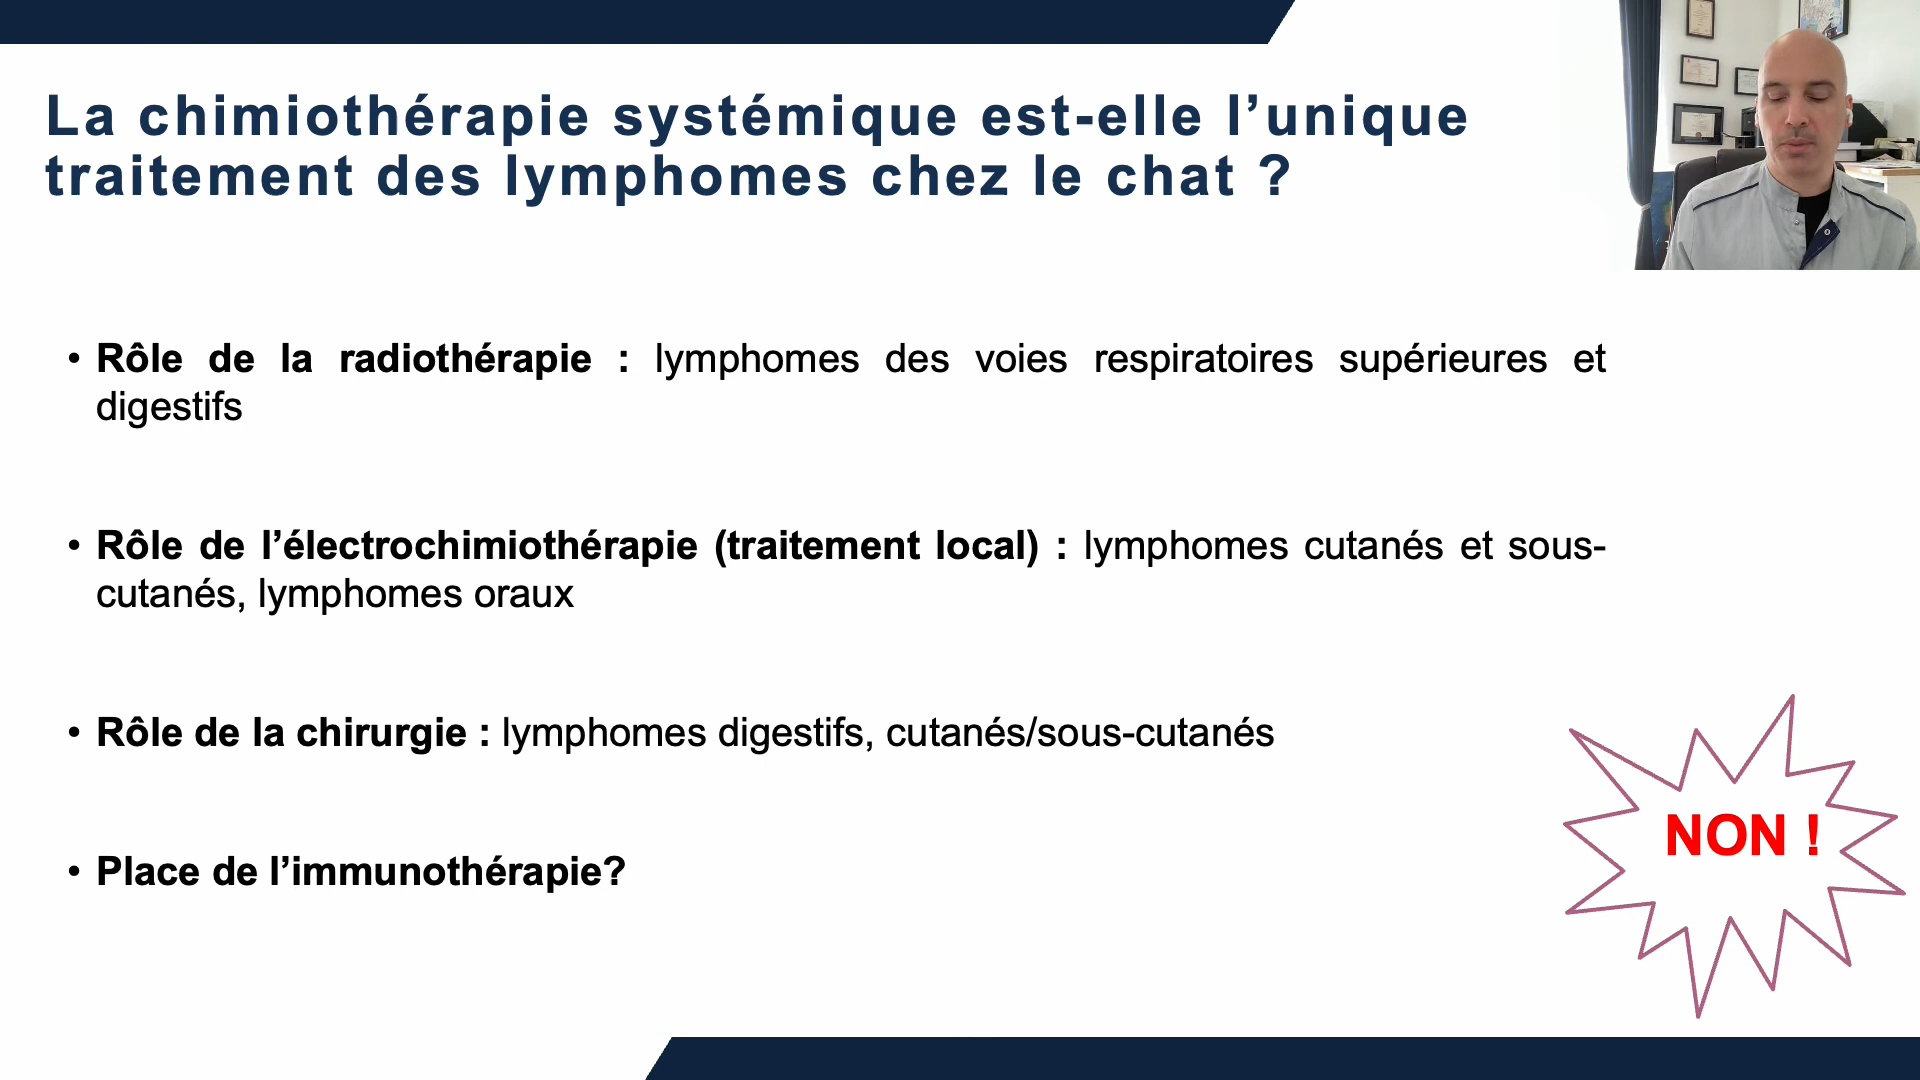 La chimiothérapie systémique est-elle l’unique
traitement des lymphomes chez le chat ?
• Rôle de la radiothérapie : lymphomes des voies respiratoires supérieures et
digestifs
• Rôle de l’électrochimiothérapie (traitement local) : lymphomes cutanés et sous-
cutanés, lymphomes oraux
• Rôle de la chirurgie : lymphomes digestifs, cutanés/sous-cutanés
NON !
• Place de l’immunothérapie?